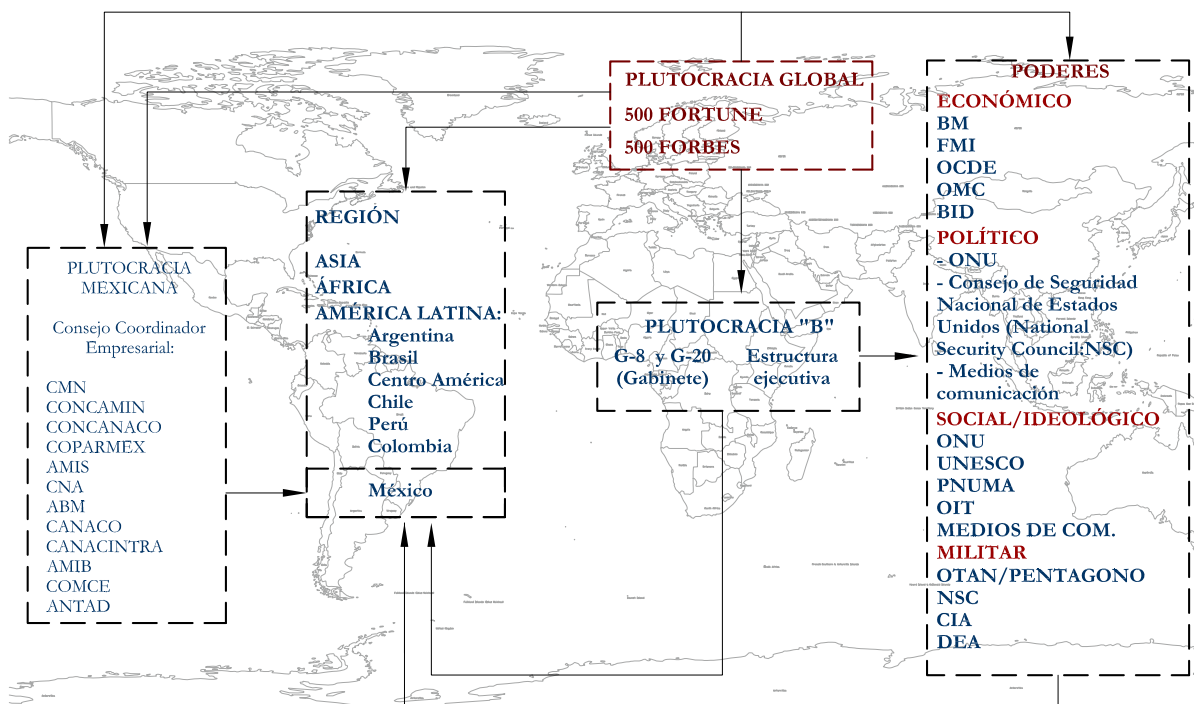 PLUTOCRACIA GLOBAL
500 FORTUNE
500 FORBES
PODERES
ECONÓMICO
BM
FMI
OCDE
OMC
BID
POLÍTICO
- ONU
- Consejo de Seguridad
Nacional de Estados
Unidos (National
Security Council:NSC)
- Medios de
comunicación
SOCIAL/IDEOLÓGICO
ONU
UNESCO
PNUMA
OIT
MEDIOS DE COM.
MILITAR
OTAN/PENTAGONO
NSC
CIA
DEA
REGIÓN
ASIA
ÁFRICA
AMÉRICA LATINA:
Argentina
Brasil
Centro América
Chile
Perú
Colombia
México
PLUTOCRACIA
MEXICANA
Consejo Coordinador
Empresarial:
CMN
CONCAMIN
CONCANACO
COPARMEX
AMIS
CNA
ABM
CANACO
CANACINTRA
AMIB
COMCE
ANTAD
PLUTOCRACIA "B"
G-8 y G-20 Estructura
(Gabinete) ejecutiva